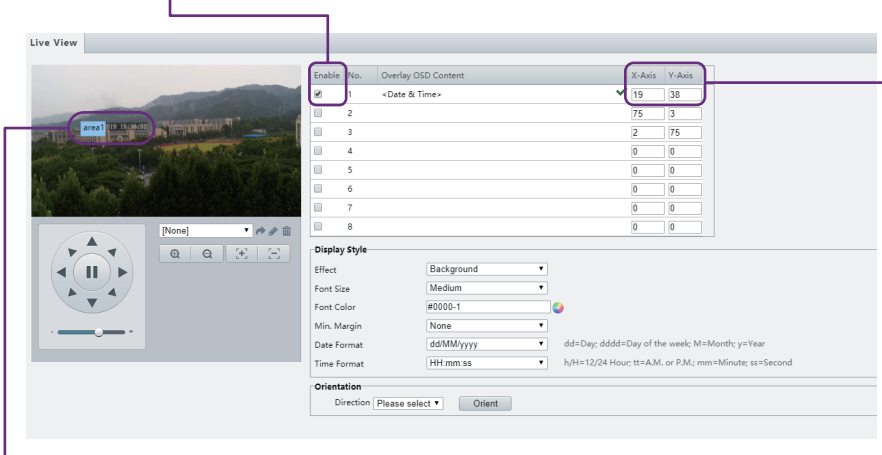 Live View
Enable No. Overlay OSD Content X-Axis Y-Axis
1 <Date & Time> 19 38
2 75 3
3 2 75
4 0 0
5 0 0
6 0 0
7 0 0
8 0 0
area1 019 15:36:02
[None]
- +
Display Style
Effect Background
Font Size Medium
Font Color #0000-1
Min. Margin None
Date Format dd/MM/yyyy dd=Day; dddd=Day of the week; M=Month; y=Year
Time Format HH:mm:ss h/H=12/24 Hour; tt=A.M. or P.M.; mm=Minute; ss=Second
Orientation
Direction Please select Orient